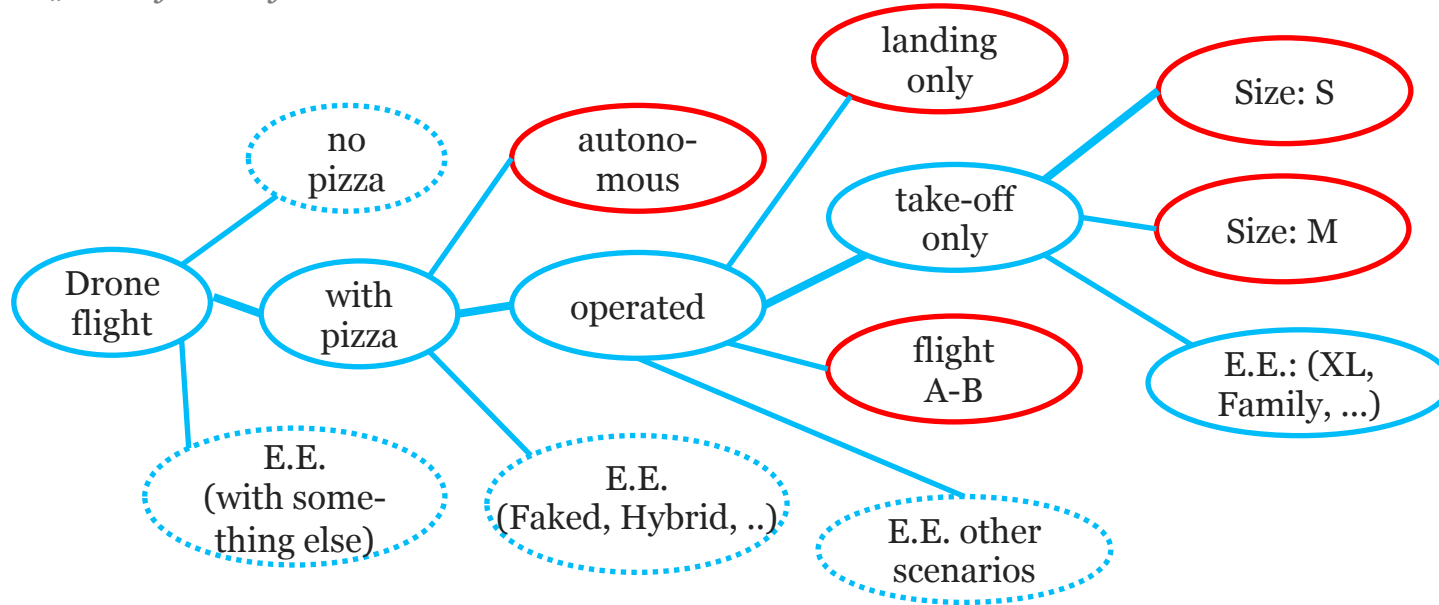 landing
only
Size: S
no
pizza
autono-
mous
take-off
only
Size: M
Drone
flight
with
pizza
operated
flight
A-B
E.E.: (XL,
Family, ...)
E.E.
(with some-
thing else)
E.E.
(Faked, Hybrid, ..)
E.E. other
scenarios